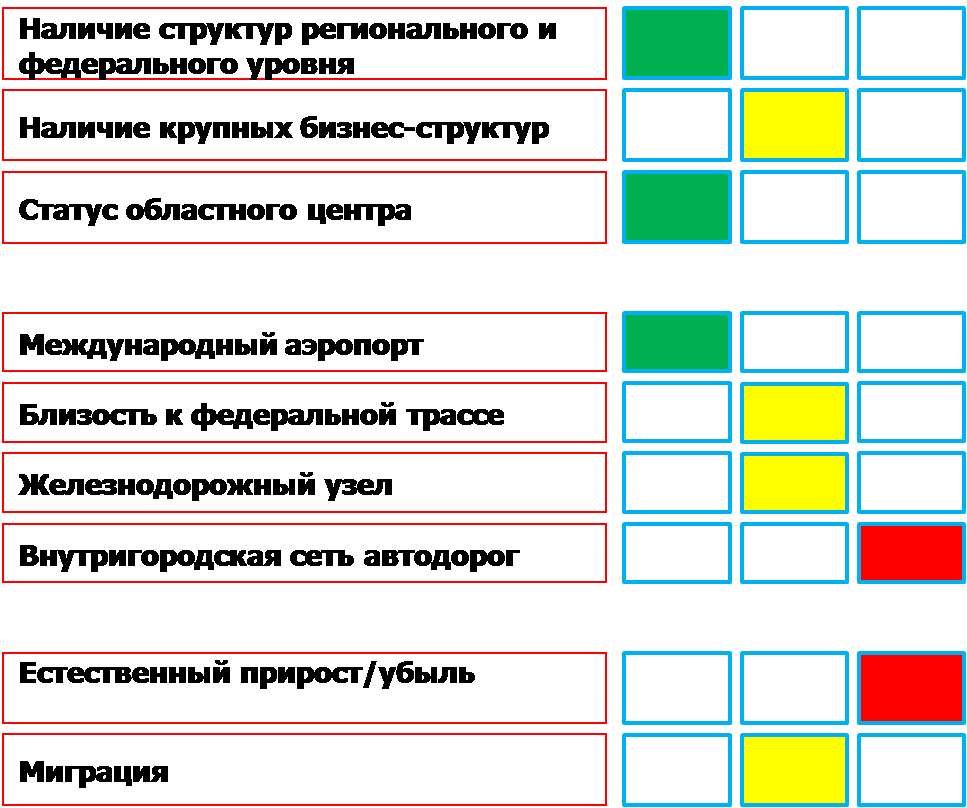 Наличие структур регионального и
федерального уровня
Наличие крупных бизнес-структур
Статус областного центра
Международный аэропорт
Близость к федеральной трассе
Железнодорожный узел
Внутригородская сеть автодорог
Естественный прирост/убыль
Миграция